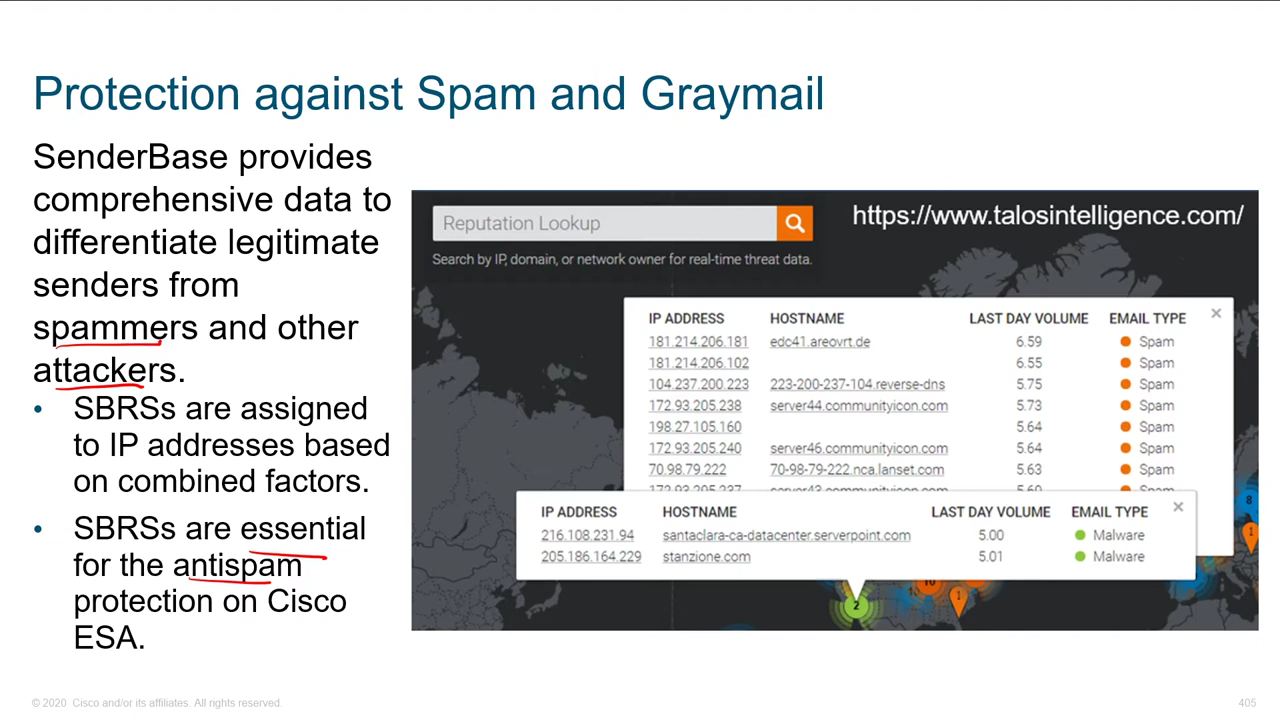 Protection against Spam and Graymail
SenderBase provides
comprehensive data to
differentiate legitimate
senders from
spammers and other
attackers.
• SBRSs are assigned
to IP addresses based
on combined factors.
• SBRSs are essential
for the antispam
protection on Cisco
ESA.
Reputation Lookup
https://www.talosintelligence.com/
Search by IP, domain, or network owner for real-time threat data.
IP ADDRESS HOSTNAME LAST DAY VOLUME EMAIL TYPE
181.214.206.181 edc41.areovrt.de 6.59 Spam
181.214.206.102 6.55 Spam
104.237.200.223 223-200-237-104.reverse-dns 5.75 Spam
172.93.205.238 server44.communityicon.com 5.73 Spam
198.27.105.160 5.64 Spam
172.93.205.240 server46.communityicon.com 5.64 Spam
70.98.79.222 70-98-79-222.nca.lanset.com 5.63 Spam
IP ADDRESS HOSTNAME LAST DAY VOLUME EMAIL TYPE
216.108.231.94 santaclara-ca-datacenter.serverpoint.com 5.00 Malware
205.186.164.229 stanzione.com 5.01 Malware
8
1
1
2
© 2020 Cisco and/or its affiliates. All rights reserved.
405